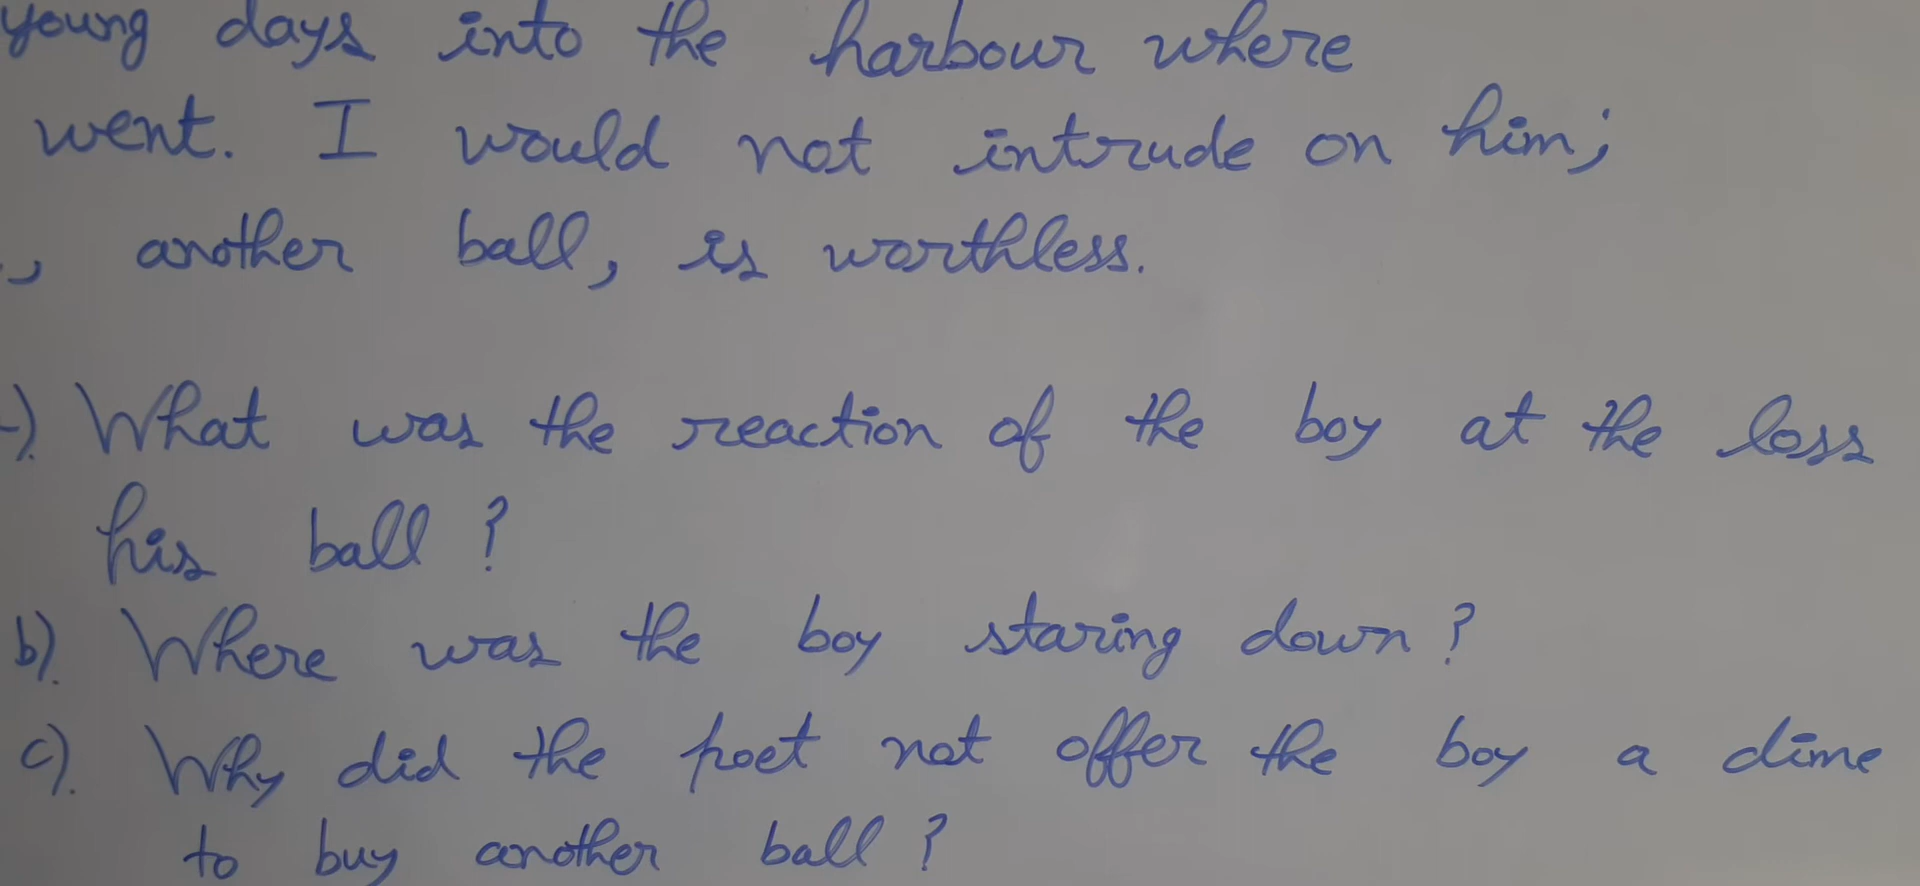 young days into the harbour where
went. I would not intrude on him;
, another ball, is worthless.
). What was the reaction of the boy at the loss
his ball ?
b). Where was the boy staring down ?
c). Why did the poet not offer the boy a dime
to buy another ball ?